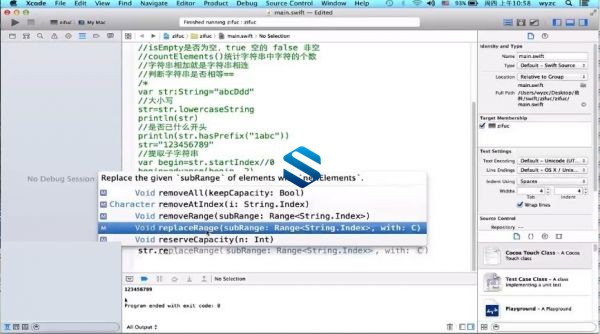 Xcode File Edit View Find Navigate Editor Product Debug Source Control Window Help
93% 周四 上午10:58 wyzc
main.swift — Edited
zifuc My Mac
Finished running zifuc : zifuc
zifuc zifuc main.swift No Selection
//isEmpty是否为空, true 空的 false 非空
//countElements()统计字符串中字符的个数
//字符串相加就是字符串相连
//判断字符串是否相等==
/*
var str:String="abcDdd"
//大小写
str=str.lowercaseString
println(str)
//是否已什么开头
println(str.hasPrefix("1abc"))
str="123456789"
//提取子字符串
var begin=str.startIndex//0
No Debug Session
Replace the given `subRange` of elements with `newElements`.
M Void removeAll(keepCapacity: Bool)
M Character removeAtIndex(i: String.Index)
M Void removeRange(subRange: Range<String.Index>)
M Void replaceRange(subRange: Range<String.Index>, with: C)
M Void reserveCapacity(n: Int)
str.replaceRange(subRange: Range<String.Index>, with: C)
No Selection
123456789
Program ended with exit code: 0
All Output
Identity and Type
Name main.swift
Type Default - Swift Source
Location Relative to Group
main.swift
Full Path
swift/zifuc/zifuc/
main.swift
Target Membership
zifuc
Text Settings
Text Encoding Default - Unicode (UT...
Line Endings Default - OS X / Unix...
Indent Using Spaces
Widths 4 4
Tab Indent
Wrap lines
Source Control
Repository --
Cocoa Touch Class - A Cocoa Touch class
Test Case Class - A class implementing a unit test
Playground - A Playground